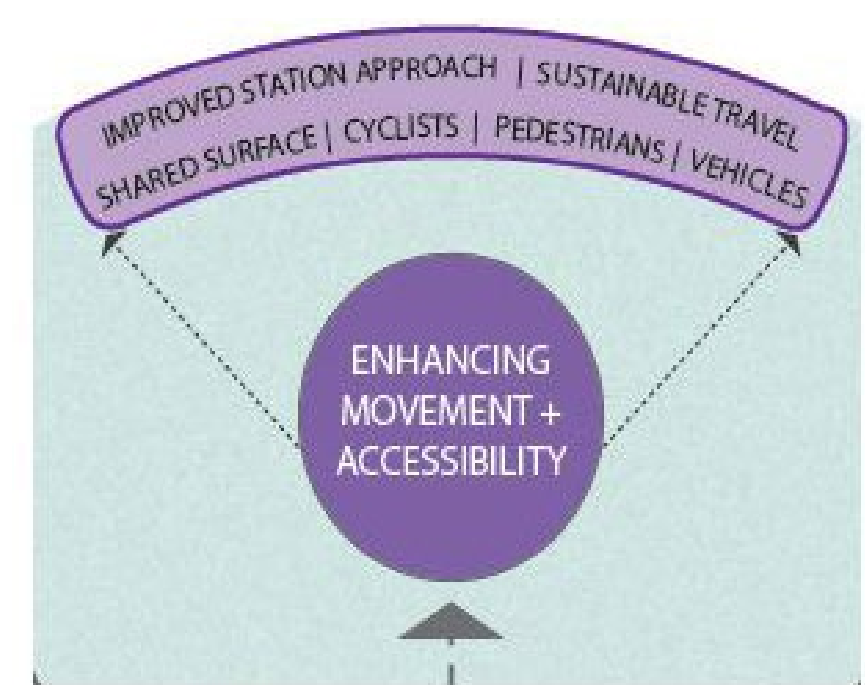 IMPROVED STATION APPROACH | SUSTAINABLE TRAVEL
SHARED SURFACE | CYCLISTS | PEDESTRIANS | VEHICLES
ENHANCING
MOVEMENT +
ACCESSIBILITY